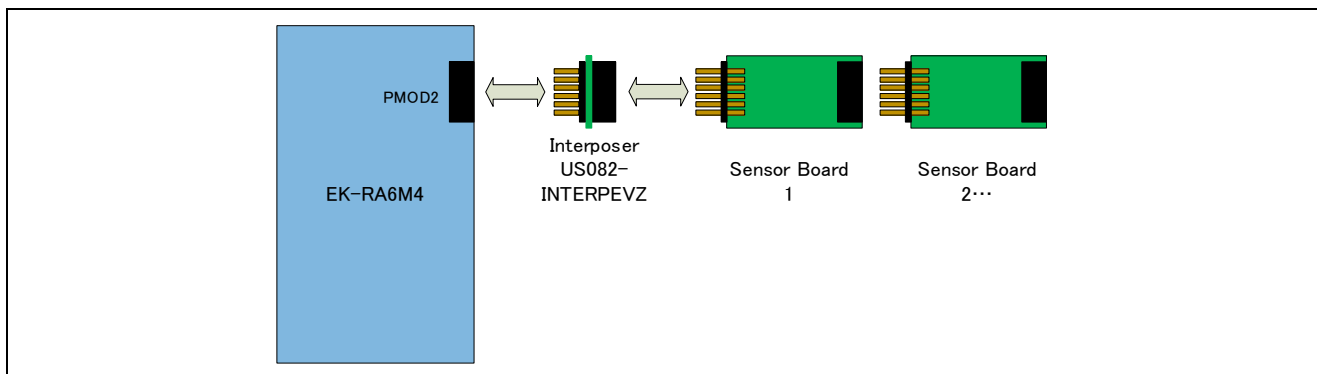 PMOD2
EK-RA6M4
Interposer
US082-
INTERPEVZ
Sensor Board
1
Sensor Board
2…